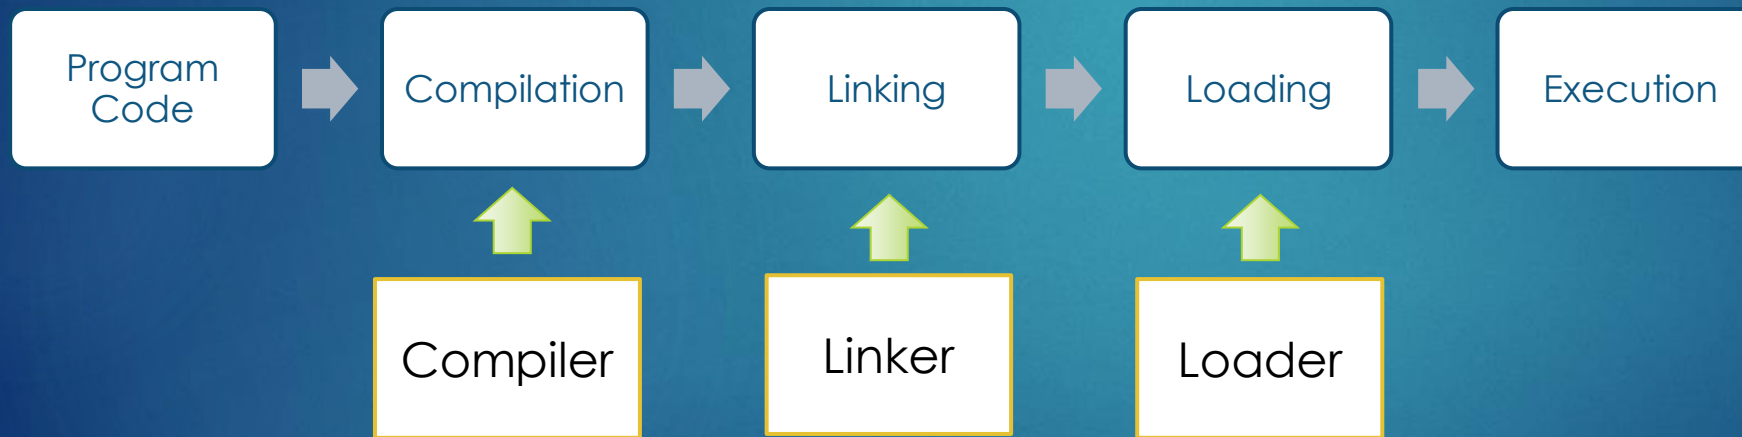 Program
Code
Compilation
Linking
Loading
Execution
Compiler
Linker
Loader